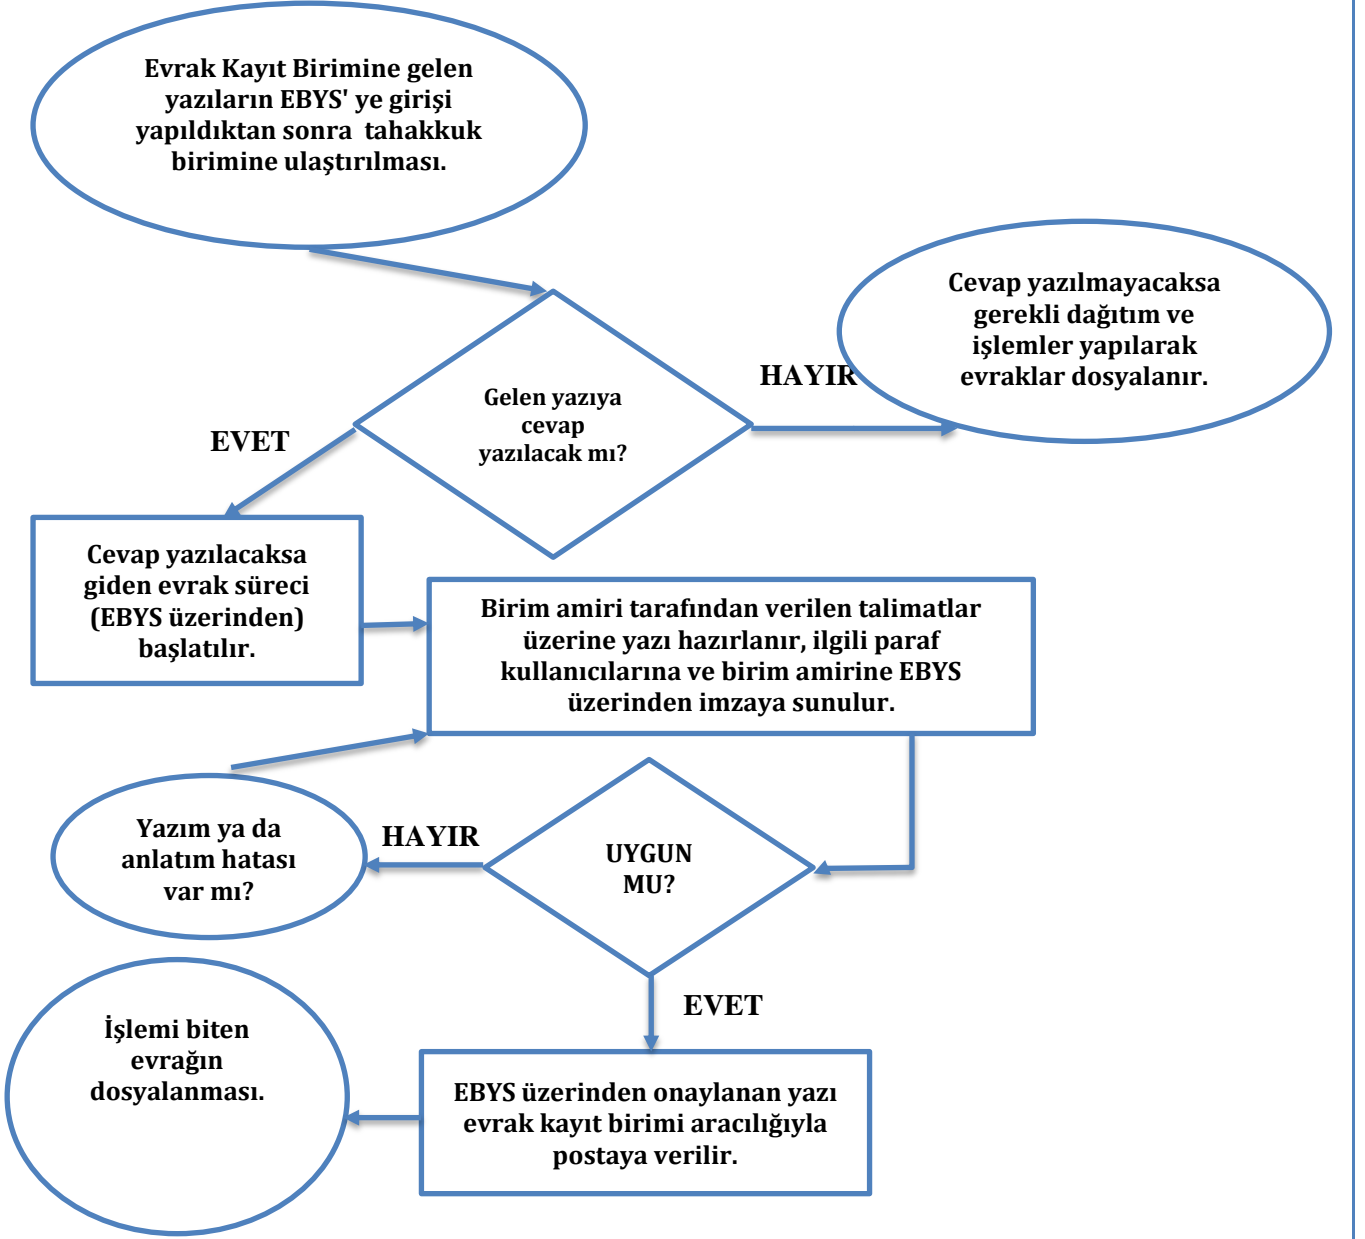 Evrak Kayıt Birimine gelen
yazıların EBYS' ye girişi
yapıldıktan sonra tahakkuk
birimine ulaştırılması.
Cevap yazılmayacaksa
gerekli dağıtım ve
işlemler yapılarak
evraklar dosyalanır.
HAYIR
Gelen yazıya
cevap
yazılacak mı?
EVET
Cevap yazılacaksa
giden evrak süreci
(EBYS üzerinden)
başlatılır.
Birim amiri tarafından verilen talimatlar
üzerine yazı hazırlanır, ilgili paraf
kullanıcılarına ve birim amirine EBYS
üzerinden imzaya sunulur.
Yazım ya da
anlatım hatası
var mı?
HAYIR
UYGUN
MU?
EVET
İşlemi biten
evrağın
dosyalanması.
EBYS üzerinden onaylanan yazı
evrak kayıt birimi aracılığıyla
postaya verilir.